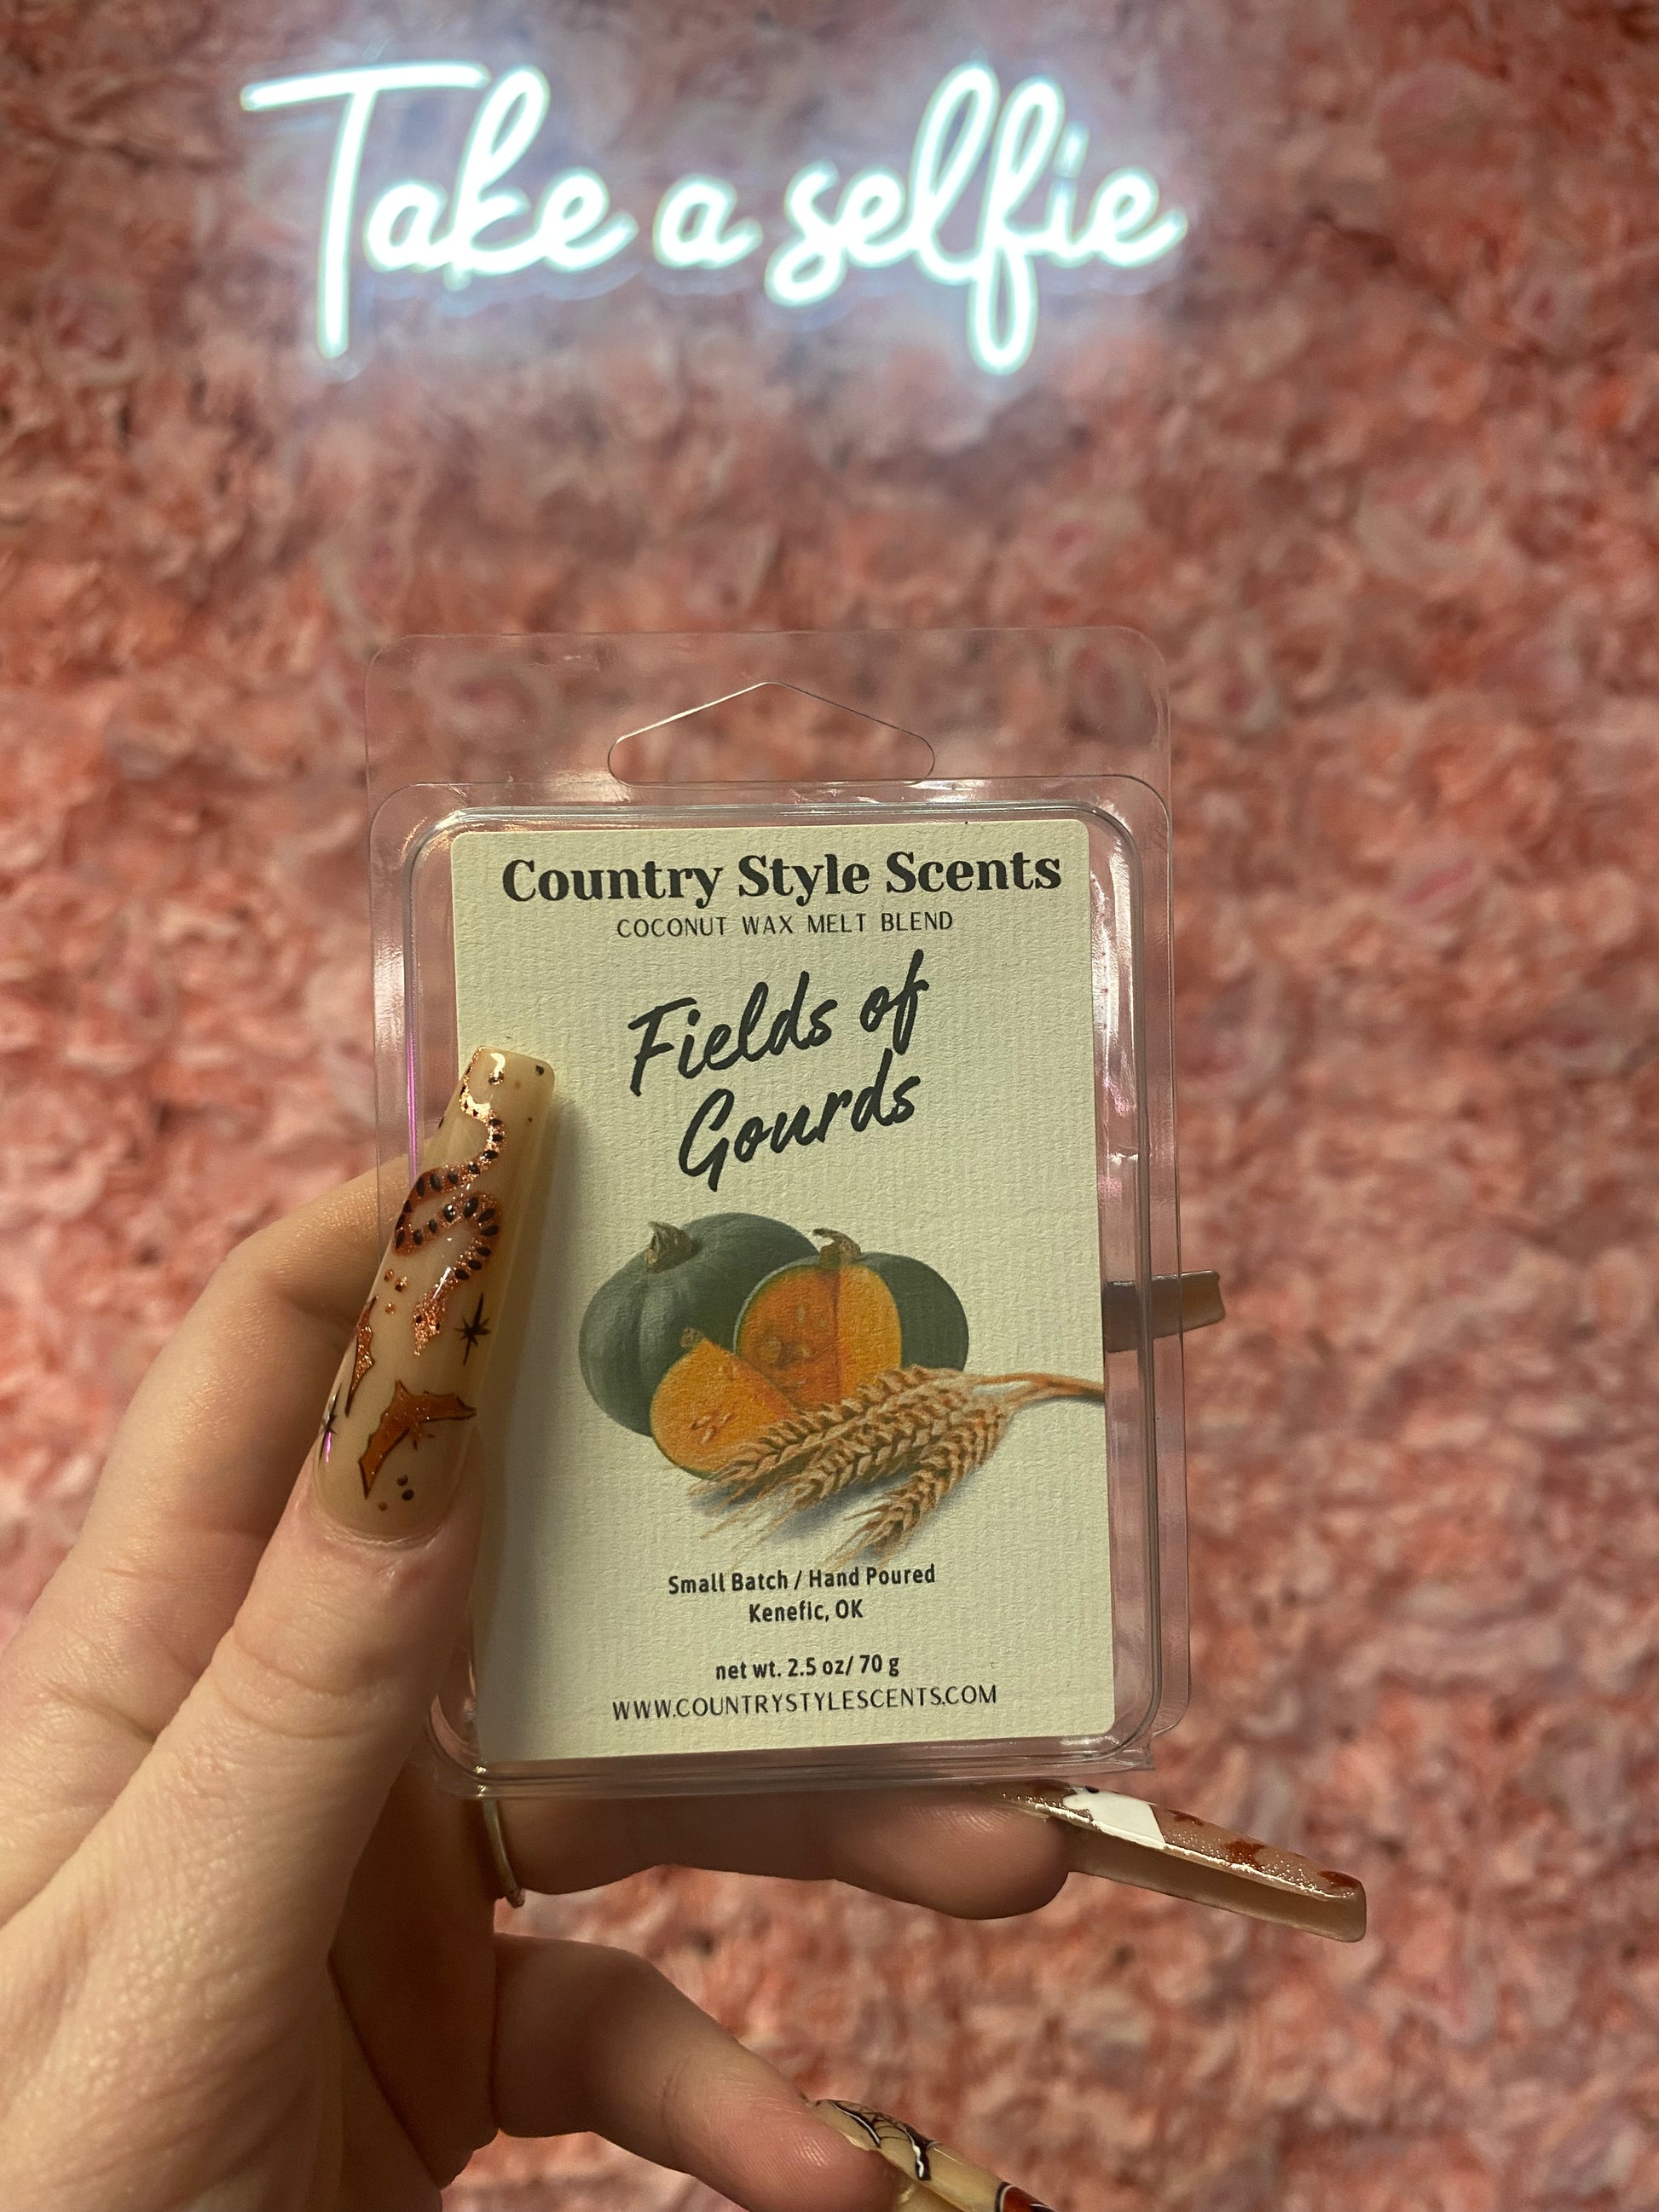 Take a selfie
Country Style Scents
COCONUT WAX MELT BLEND
Fields of
Gourds
Small Batch / Hand Poured
Kenefic, OK
net wt. 2.5 oz/ 70 g
WWW.COUNTRYSTYLESCENTS.COM